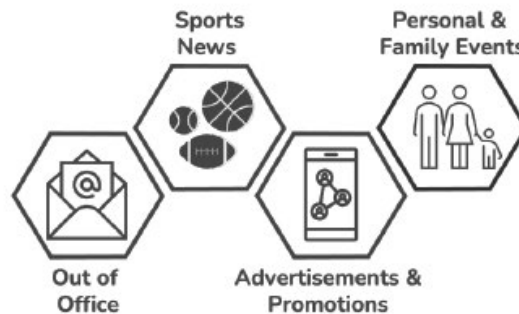 Sports
News
Personal &
Family Events
@
Out of
Office
Advertisements &
Promotions